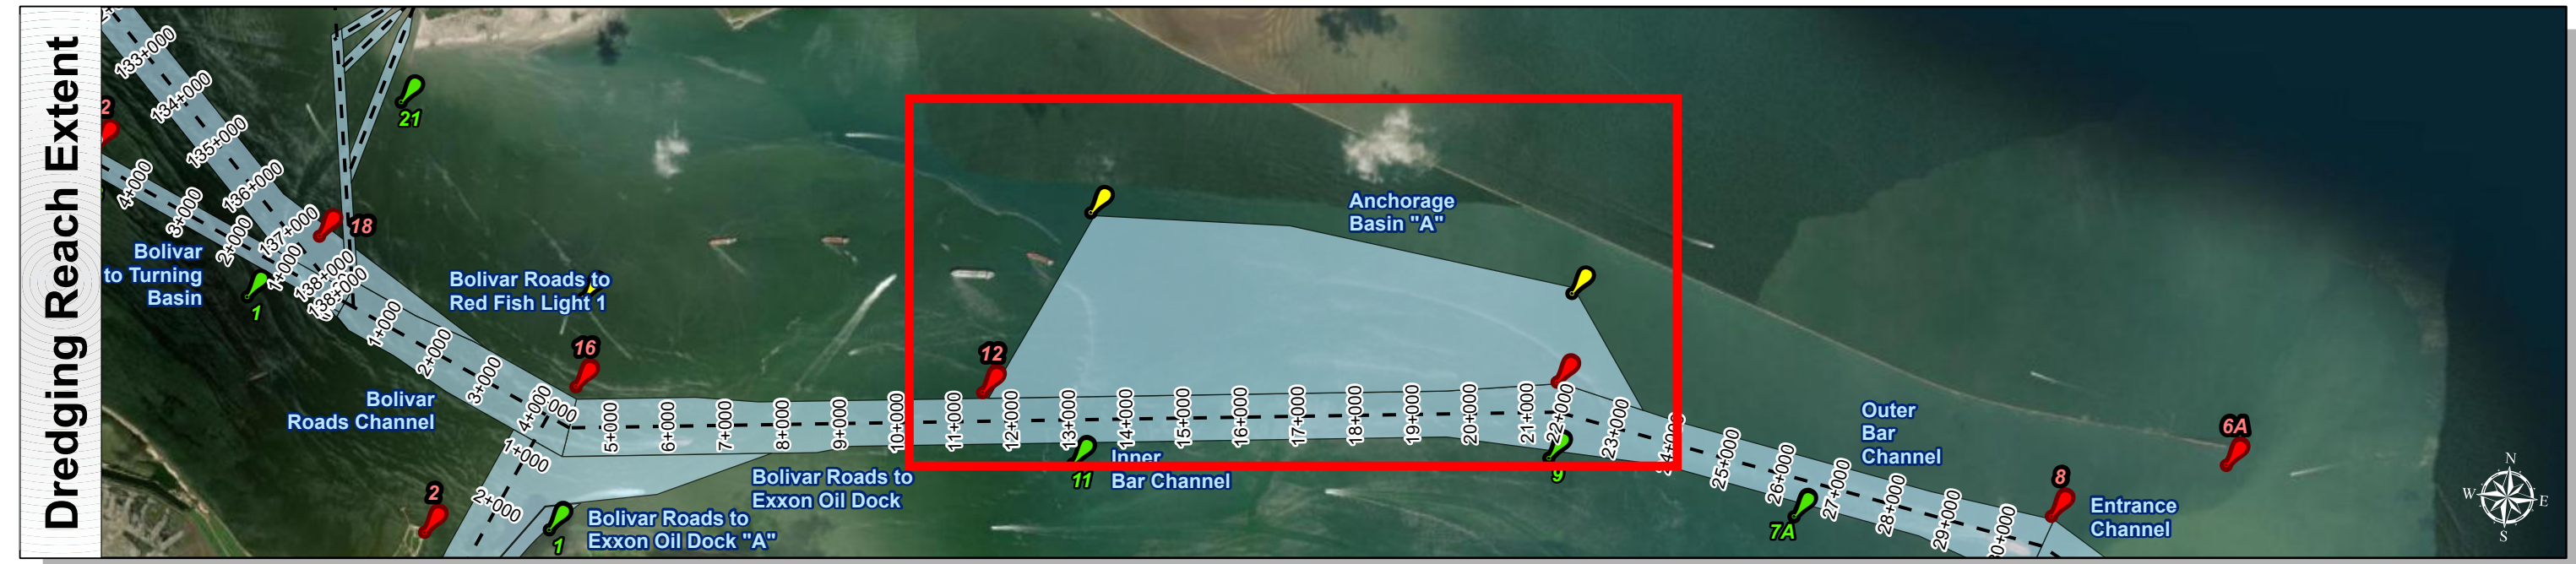 Dredging Reach Extent
133+000
134+000
135+000
136+000
137+000
138+000
138+000
2
4+000
3+000
2+000
1+000
21
18
Bolivar
to Turning
Basin
1
Bolivar Roads to
Red Fish Light 1
1+000
2+000
3+000
4+000
16
Bolivar
Roads Channel
1+000
2+000
2
1
Bolivar Roads to
Exxon Oil Dock "A"
Bolivar Roads to
Exxon Oil Dock
5+000
6+000
7+000
8+000
9+000
10+000
11+000
12+000
13+000
14+000
15+000
16+000
17+000
18+000
19+000
20+000
21+000
22+000
23+000
24+000
25+000
26+000
27+000
28+000
29+000
30+000
12
Anchorage
Basin "A"
11
Inner
Bar Channel
9
Outer
Bar
Channel
7A
8
6A
Entrance
Channel
N
W
E
S